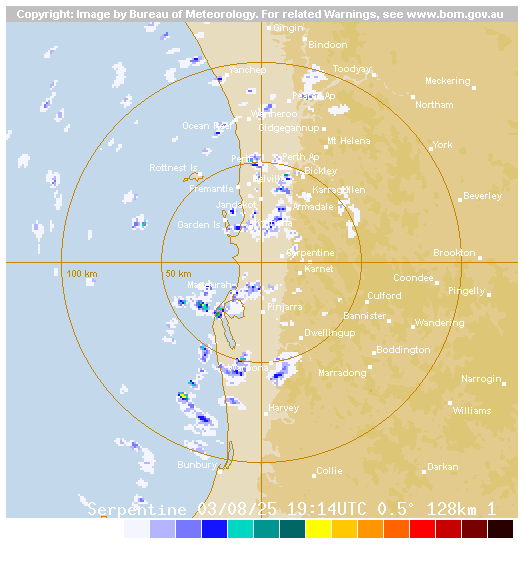 Copyright: Image by Bureau of Meteorology. For related Warnings, see www.bom.gov.au
Gingin
Bindoon
Yanchep
Toodyay
Meckering
Pearce Ap
Northam
Wanneroo
Ocean Reef
Gidgegannup
Mt Helena
York
Perth
Perth Ap
Rottnest Is
Bickley
Fremantle
Karragullen
Beverley
Jandakot
Armadale
Garden Is
Serpentine
Brookton
Karnet
100 km
50 km
Mandurah
Coondee
Pingelly
Culford
Pinjarra
Bannister
Wandering
Dwellingup
Boddington
Marradong
Narrogin
Harvey
Williams
Bunbury
Collie
Darkan
Serpentine 03/08/25 19:14UTC 0.5° 128km 1